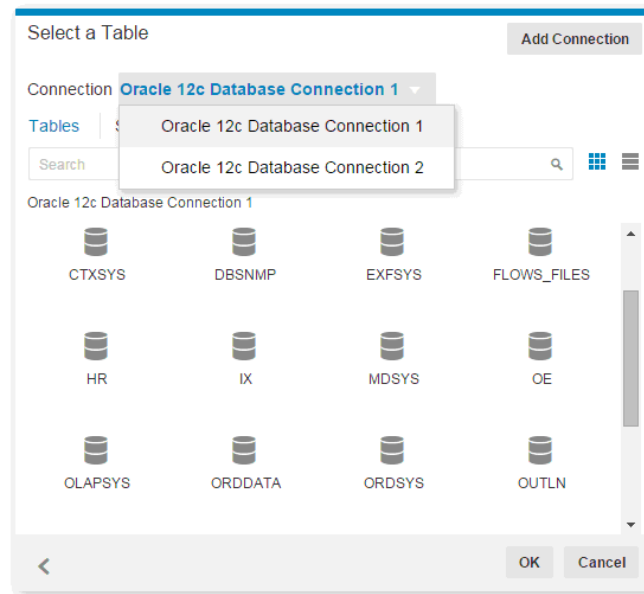 Select a Table
Add Connection
Connection Oracle 12c Database Connection 1
Oracle 12c Database Connection 1
Oracle 12c Database Connection 2
Tables
Search
Oracle 12c Database Connection 1
CTXSYS DBSNMP EXFSYS FLOWS_FILES
HR IX MDSYS OE
OLAPSYS ORDDATA ORDSYS OUTLN
OK Cancel